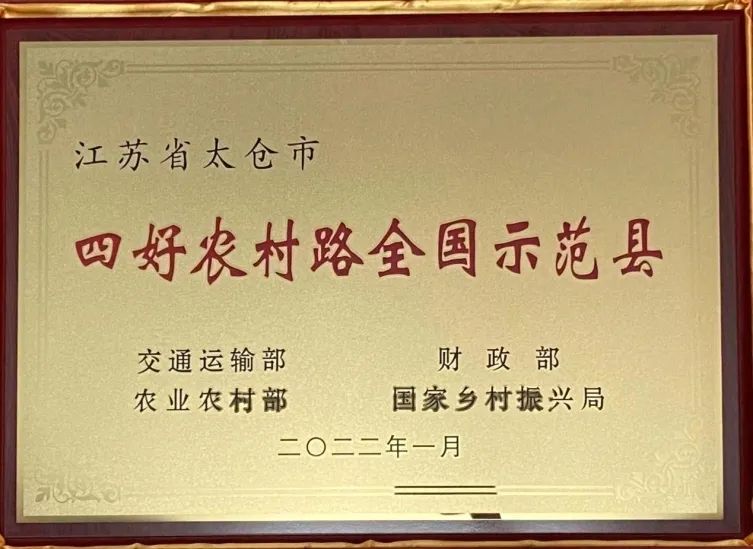 江苏省太仓市
四好农村路全国示范县
交通运输部 财政部
农业农村部 国家乡村振兴局
二〇二二年一月